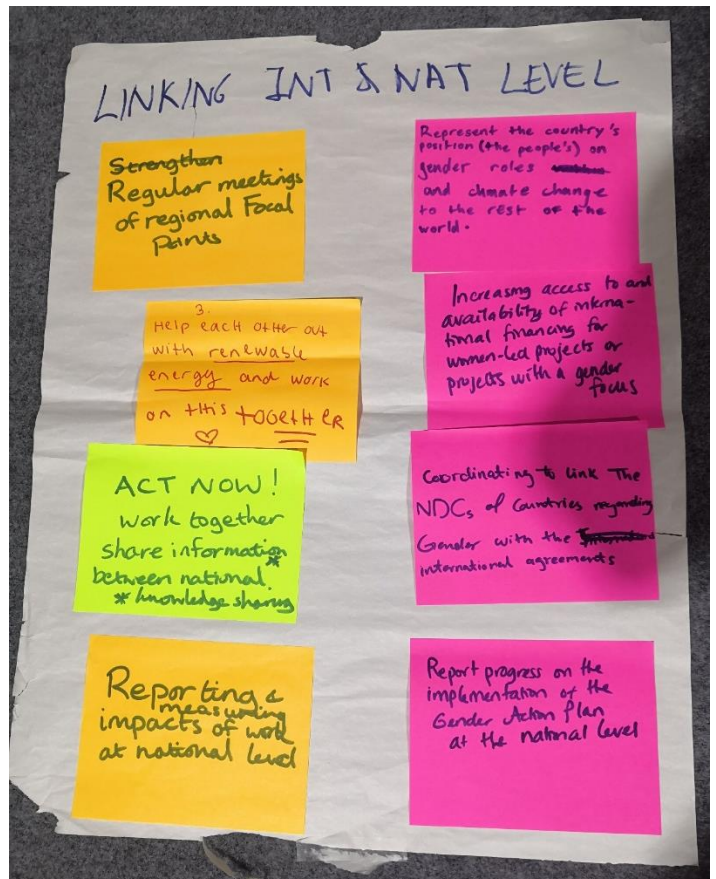 LINKING INT & NAT LEVEL
Strengthen
Regular meetings
of regional Focal
Points
3.
Help each other out
with renewable
energy and work
on this TOGETHER
ACT NOW!
work together
share information*
between national.
* knowledge sharing
Reporting &
measuring
impacts of work
at national level
Represent the country's
position (the people's) on
gender roles
and climate change
to the rest of the
world.
Increasing access to and
availability of interna-
tional financing for
women-led projects or
projects with a gender
focus
Coordinating to link The
NDCs of Countries regarding
Gender with the
international agreements
Report progress on the
implementation of the
Gender Action Plan
at the national level